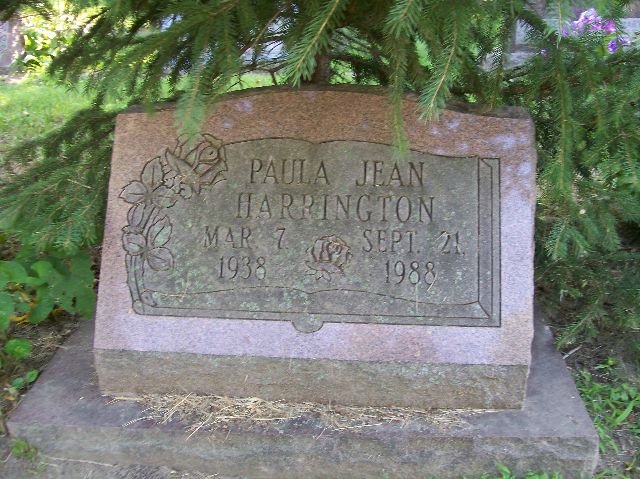 PAULA JEAN
HARRINGTON
MAR. 7, SEPT. 21,
1938 1988